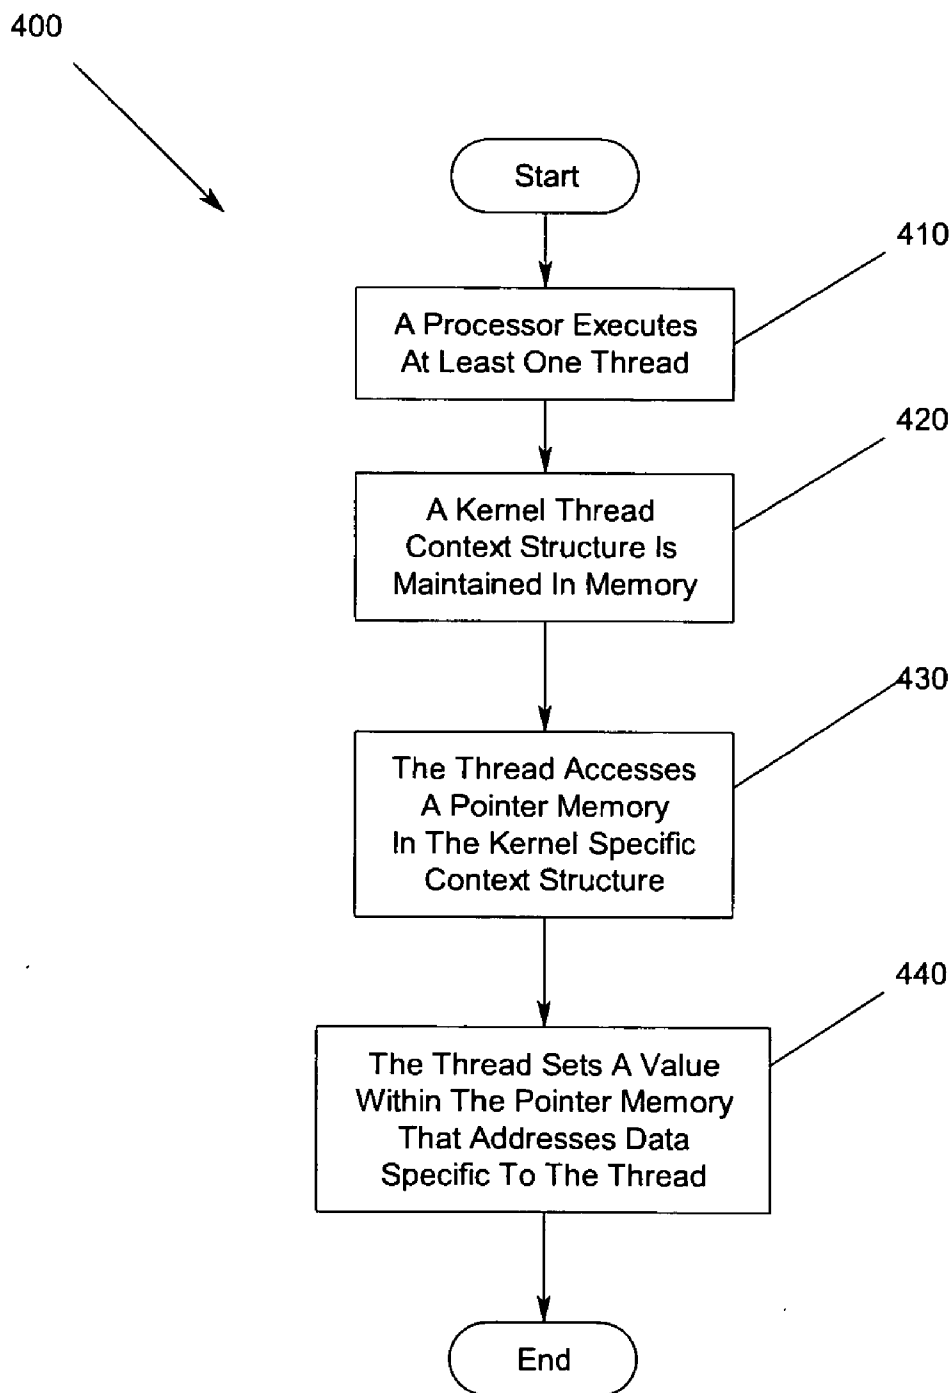 400
Start
410
A Processor Executes
At Least One Thread
420
A Kernel Thread
Context Structure Is
Maintained In Memory
430
The Thread Accesses
A Pointer Memory
In The Kernel Specific
Context Structure
440
The Thread Sets A Value
Within The Pointer Memory
That Addresses Data
Specific To The Thread
End